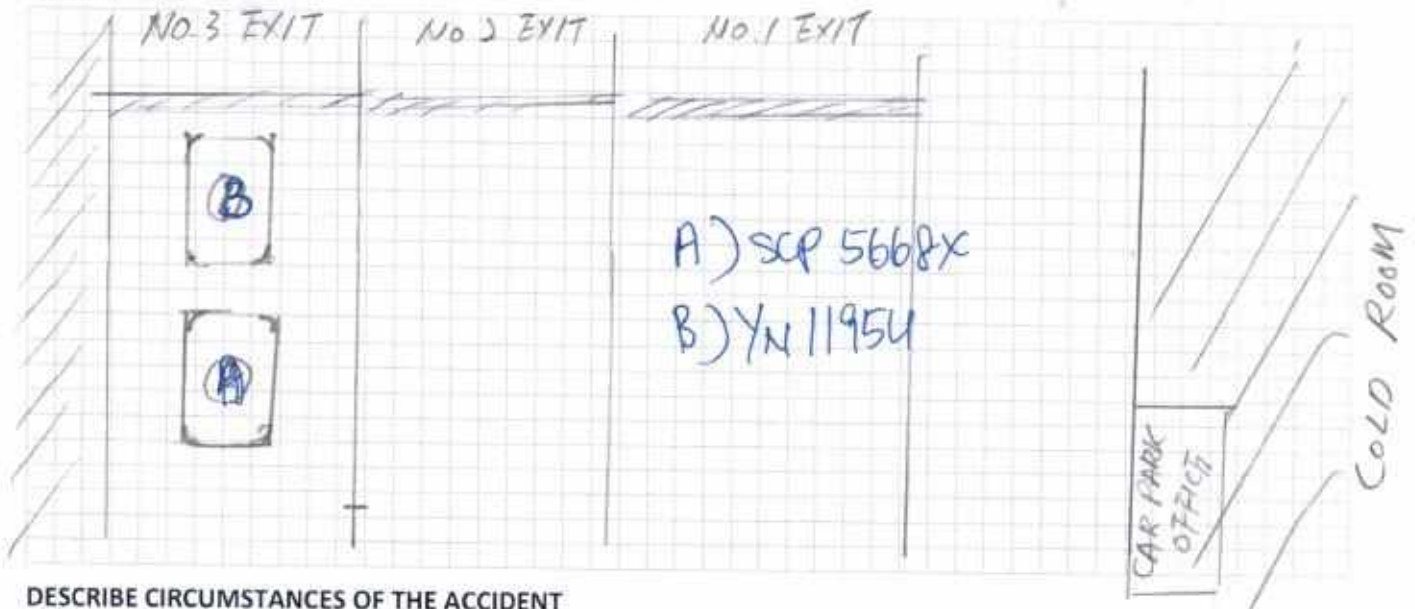 NO.3 EXIT
NO 2 EXIT
NO.1 EXIT
B
A
A) SCP 5668X
B) YN 1195U
CAR PARK
OFFICE
COLD ROOM
DESCRIBE CIRCUMSTANCES OF THE ACCIDENT